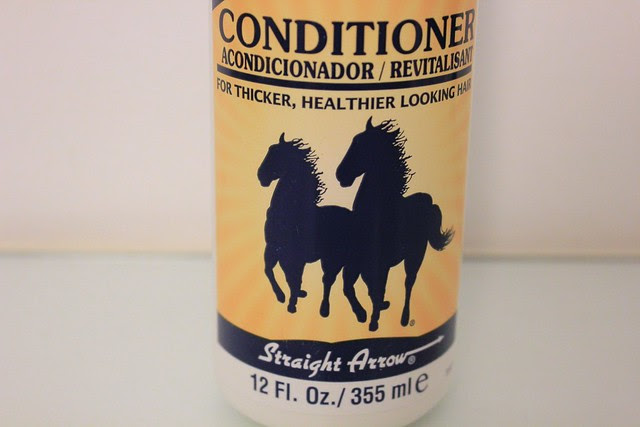 CONDITIONER
ACONDICIONADOR / REVITALISANT
FOR THICKER, HEALTHIER LOOKING HAIR
Straight Arrow®
12 Fl. Oz./ 355 ml e